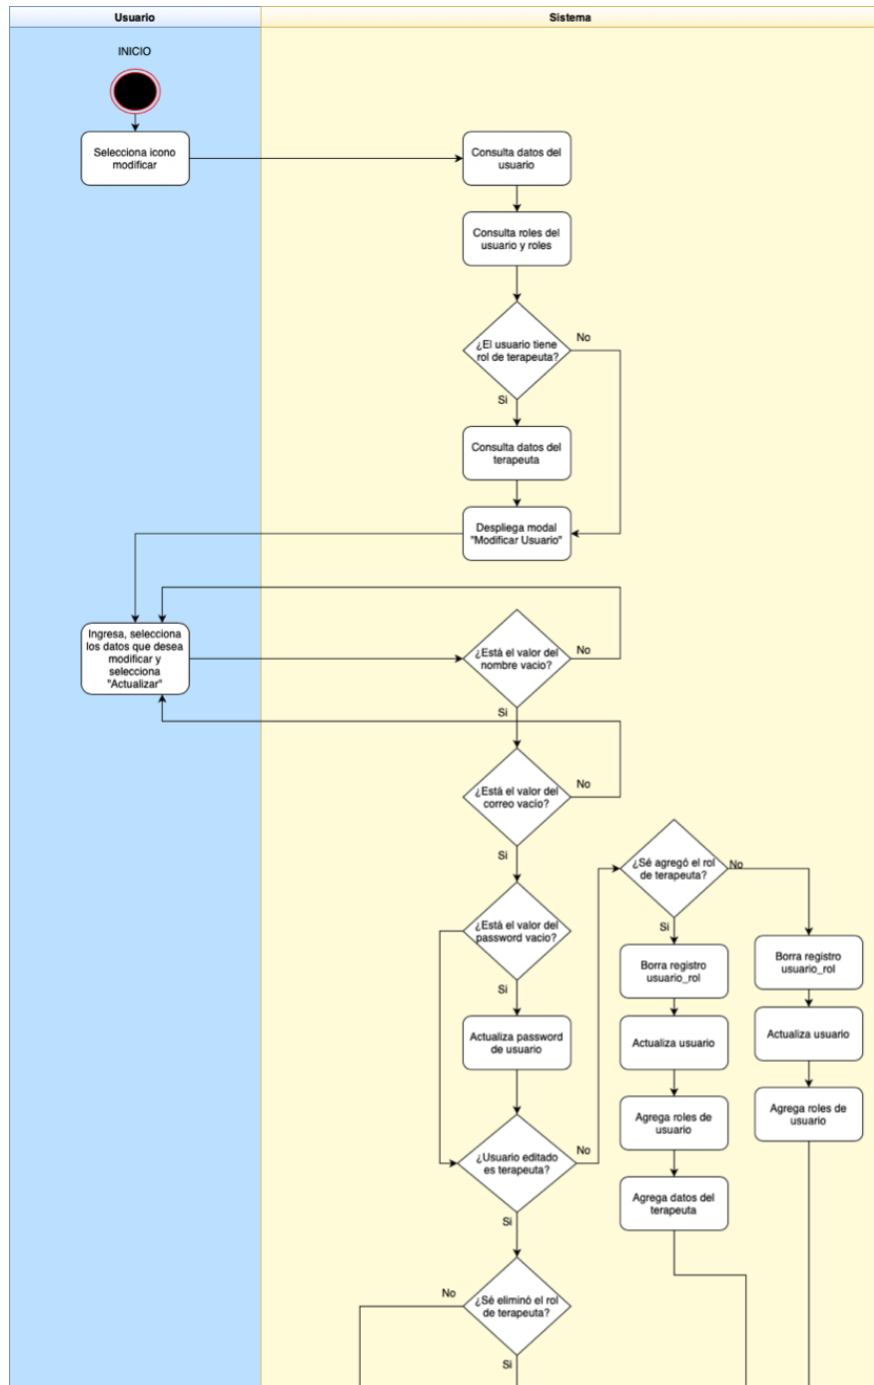 Usuario
Sistema
INICIO
Selecciona icono
modificar
Consulta datos del
usuario
Consulta roles del
usuario y roles
¿El usuario tiene
rol de terapeuta?
No
Si
Consulta datos del
terapeuta
Despliega modal
"Modificar Usuario"
Ingresa, selecciona
los datos que desea
modificar y
selecciona
"Actualizar"
¿Está el valor del
nombre vacio?
No
Si
¿Está el valor del
correo vacío?
No
Si
¿Está el valor del
password vacio?
Si
Actualiza password
de usuario
¿Usuario editado
es terapeuta?
No
Si
¿Sé agregó el rol
de terapeuta?
No
Si
Borra registro
usuario_rol
Actualiza usuario
Agrega roles de
usuario
Agrega datos del
terapeuta
Borra registro
usuario_rol
Actualiza usuario
Agrega roles de
usuario
¿Sé eliminó el rol
de terapeuta?
No
Si